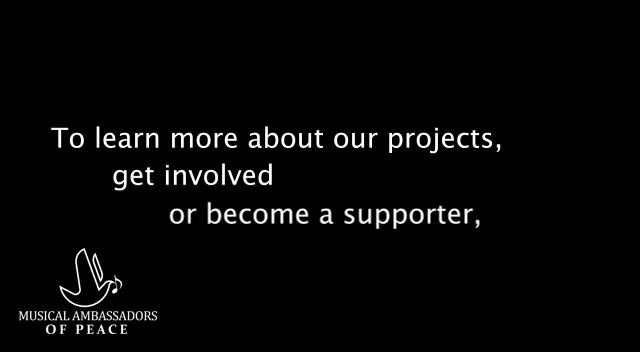 To learn more about our projects,
get involved
or become a supporter,
MUSICAL AMBASSADORS
OF PEACE